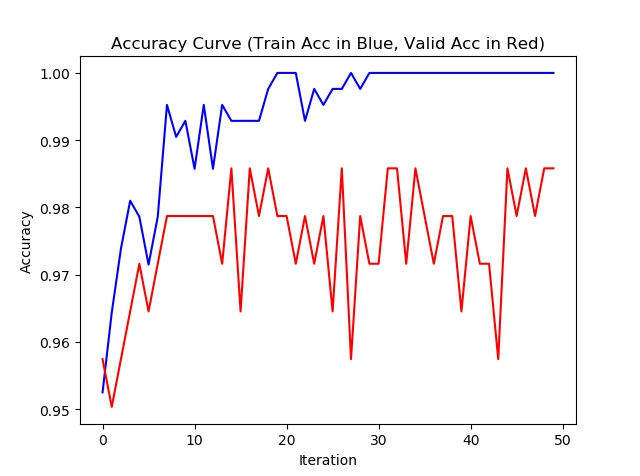 Accuracy Curve (Train Acc in Blue, Valid Acc in Red)
1.00
0.99
0.98
0.97
0.96
0.95
Accuracy
0 10 20 30 40 50
Iteration